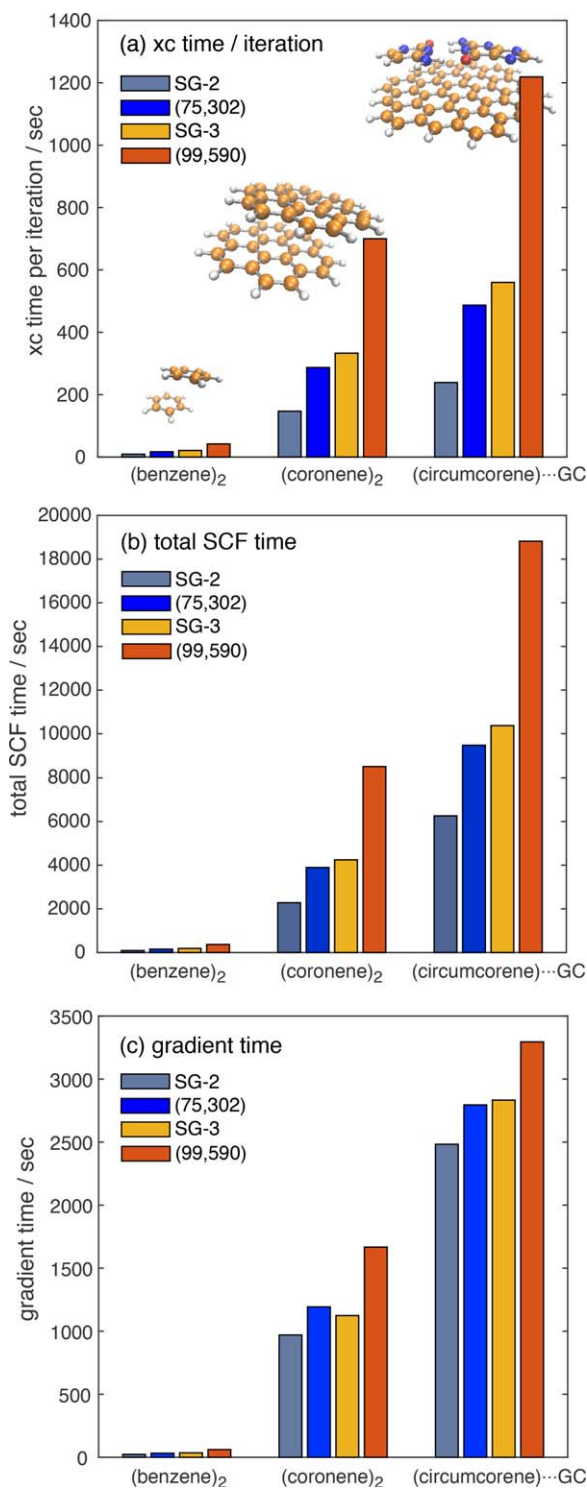 1400
(a) xc time / iteration
1200
SG-2
(75,302)
1000
SG-3
(99,590)
800
600
400
200
0
xc time per iteration / sec
(benzene)2
(coronene)2
(circumcorene)···GC
20000
(b) total SCF time
18000
SG-2
16000
(75,302)
SG-3
14000
(99,590)
12000
10000
8000
6000
4000
2000
0
total SCF time / sec
(benzene)2
(coronene)2
(circumcorene)···GC
3500
(c) gradient time
3000
SG-2
(75,302)
2500
SG-3
(99,590)
2000
1500
1000
500
0
gradient time / sec
(benzene)2
(coronene)2
(circumcorene)···GC